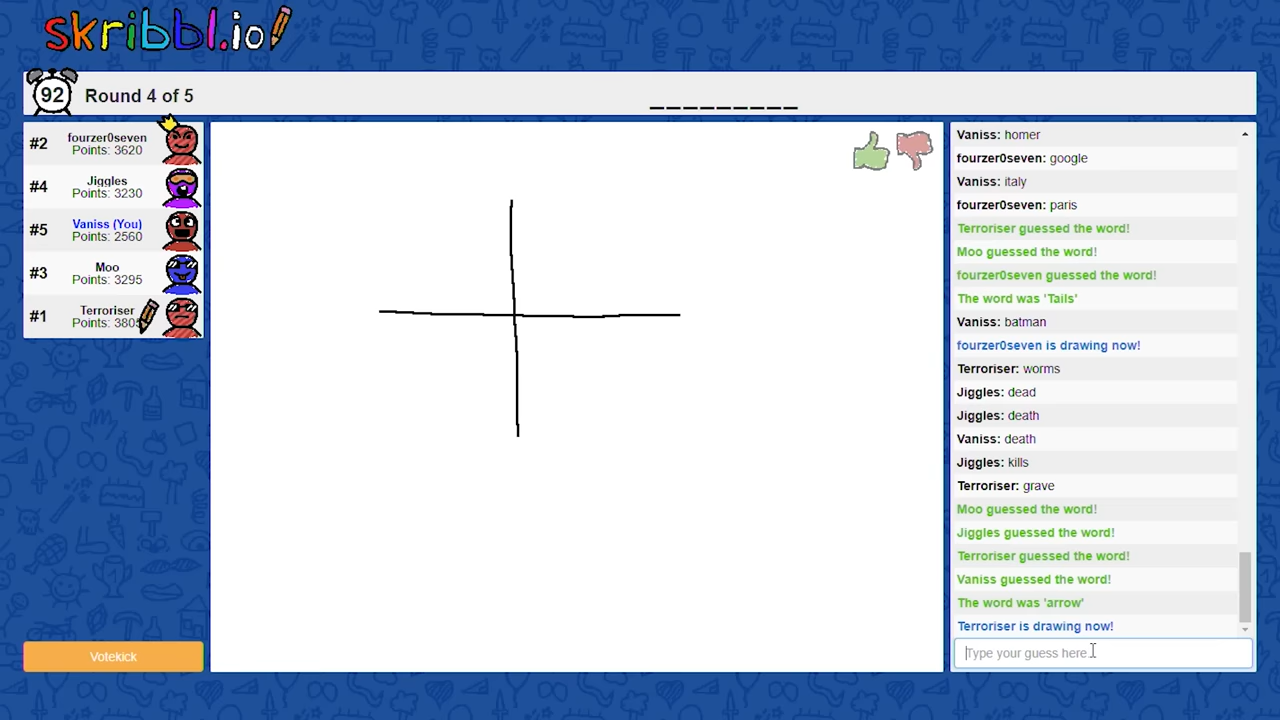 skribbl.io
92 Round 4 of 5 _________
#2 fourzer0seven
Points: 3620
#4 Jiggles
Points: 3230
#5 Vaniss (You)
Points: 2560
#3 Moo
Points: 3295
#1 Terroriser
Points: 3805
Votekick
Vaniss: homer
fourzer0seven: google
Vaniss: italy
fourzer0seven: paris
Terroriser guessed the word!
Moo guessed the word!
fourzer0seven guessed the word!
The word was 'Tails'
Vaniss: batman
fourzer0seven is drawing now!
Terroriser: worms
Jiggles: dead
Jiggles: death
Vaniss: death
Jiggles: kills
Terroriser: grave
Moo guessed the word!
Jiggles guessed the word!
Terroriser guessed the word!
Vaniss guessed the word!
The word was 'arrow'
Terroriser is drawing now!
Type your guess here